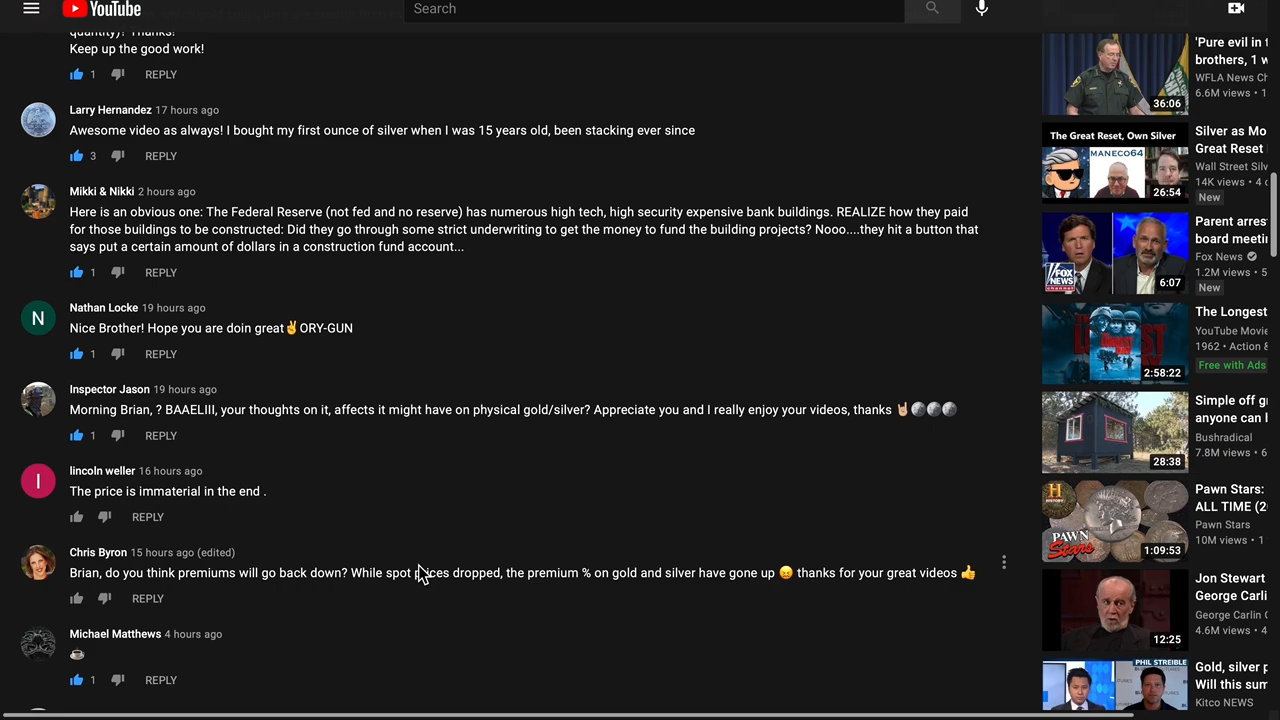 YouTube
Search
quantity)! Thanks!
Keep up the good work!
1 REPLY
Larry Hernandez 17 hours ago
Awesome video as always! I bought my first ounce of silver when I was 15 years old, been stacking ever since
3 REPLY
Mikki & Nikki 2 hours ago
Here is an obvious one: The Federal Reserve (not fed and no reserve) has numerous high tech, high security expensive bank buildings. REALIZE how they paid
for those buildings to be constructed: Did they go through some strict underwriting to get the money to fund the building projects? Nooo....they hit a button that
says put a certain amount of dollars in a construction fund account...
1 REPLY
N
Nathan Locke 19 hours ago
Nice Brother! Hope you are doin great✌ORY-GUN
1 REPLY
Inspector Jason 19 hours ago
Morning Brian, ? BAAELIII, your thoughts on it, affects it might have on physical gold/silver? Appreciate you and I really enjoy your videos, thanks 🤘🏼🌕🌕🌕
1 REPLY
l
lincoln weller 16 hours ago
The price is immaterial in the end .
REPLY
Chris Byron 15 hours ago (edited)
Brian, do you think premiums will go back down? While spot prices dropped, the premium % on gold and silver have gone up 😠 thanks for your great videos 👍
REPLY
Michael Matthews 4 hours ago
☕
1 REPLY
36:06
'Pure evil in t
brothers, 1 w
WFLA News Ch
6.6M views • 1
The Great Reset, Own Silver
MANECO64
26:54
Silver as Mo
Great Reset
Wall Street Silv
14K views • 4 d
New
FOX
NEWS
channel
6:07
Parent arres
board meetin
Fox News
1.2M views • 5
New
2:58:22
The Longest
YouTube Movie
1962 • Action &
Free with Ads
28:38
Simple off gr
anyone can b
Bushradical
7.8M views • 6
H
HISTORY
PAWN
Stars
1:09:53
Pawn Stars:
ALL TIME (20
Pawn Stars
10M views • 1
12:25
Jon Stewart
George Carli
George Carlin O
4.6M views • 6
PHIL STREIBLE
Gold, silver p
Will this sum
Kitco NEWS